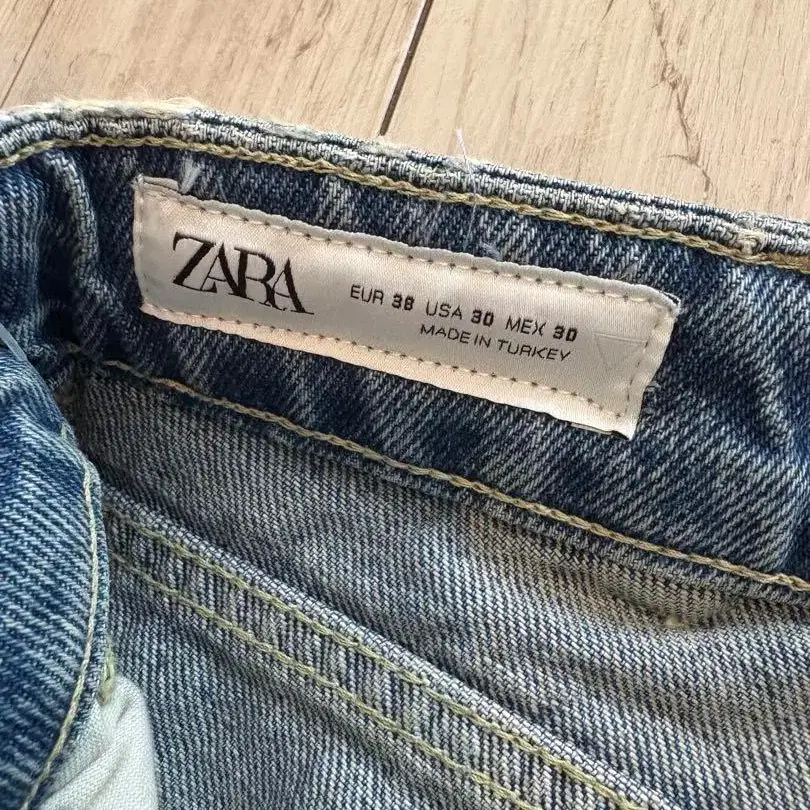 ZARA
EUR 38 USA 30 MEX 30
MADE IN TURKEY